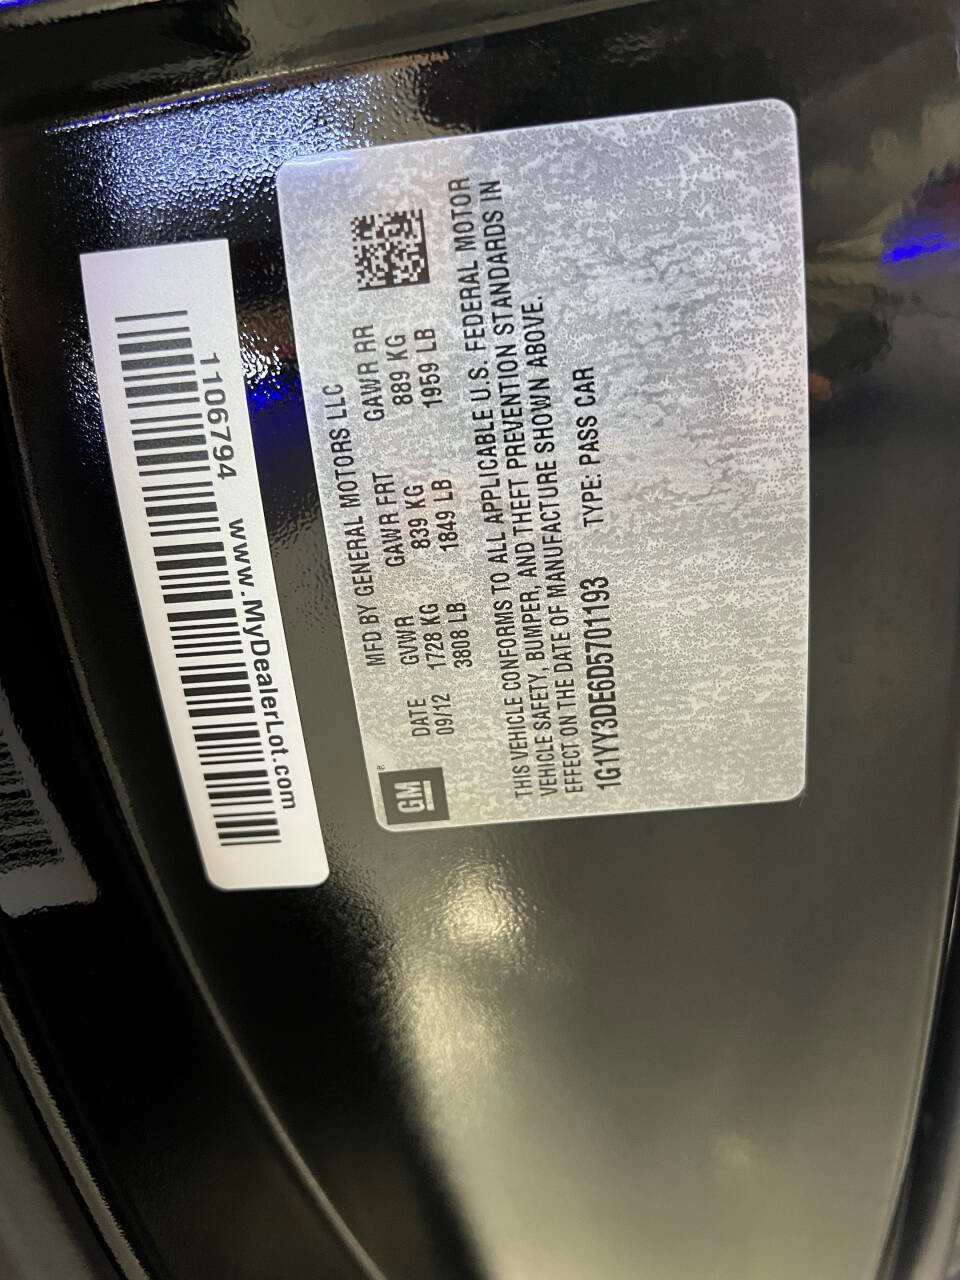 1106794 www.MyDealerLot.com
GM®
MFD BY GENERAL MOTORS LLC
DATE GVWR GAWR FRT GAWR RR
09/12 1728 KG 839 KG 889 KG
3808 LB 1849 LB 1959 LB
THIS VEHICLE CONFORMS TO ALL APPLICABLE U.S. FEDERAL MOTOR
VEHICLE SAFETY, BUMPER, AND THEFT PREVENTION STANDARDS IN
EFFECT ON THE DATE OF MANUFACTURE SHOWN ABOVE.
1G1YY3DE6D5701193 TYPE: PASS CAR